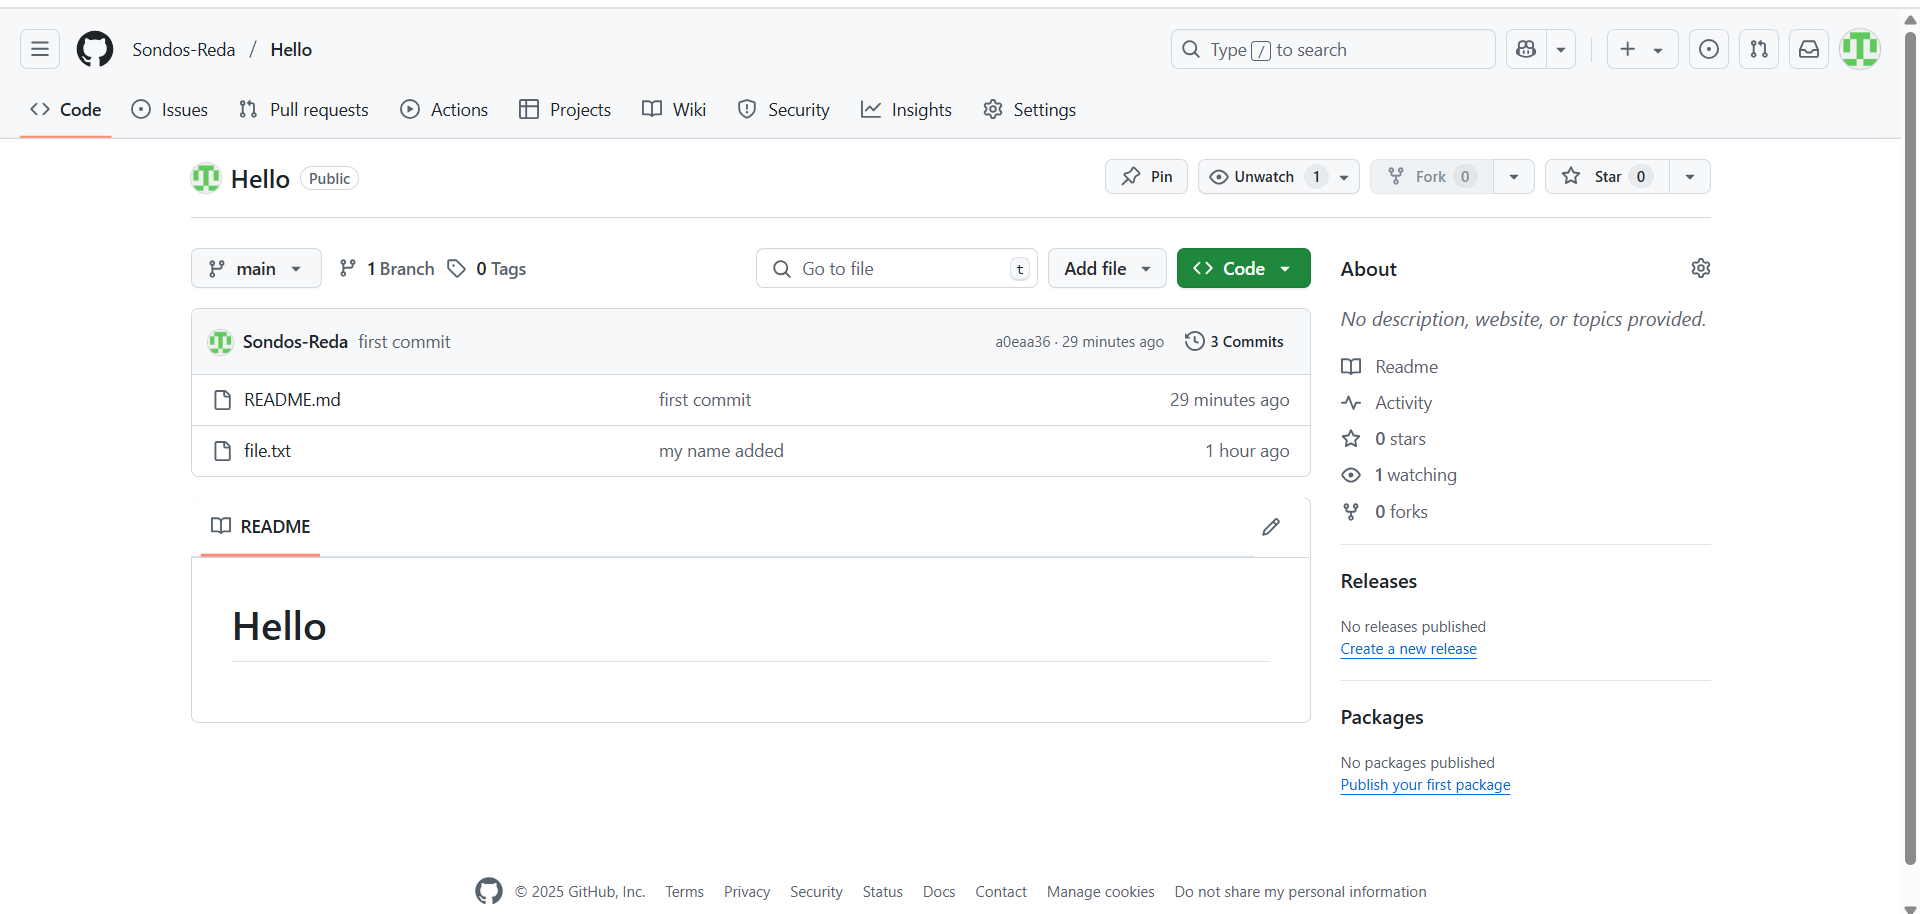 Sondos-Reda / Hello
Type / to search
Code Issues Pull requests Actions Projects Wiki Security Insights Settings
Hello Public
Pin Unwatch 1 Fork 0 Star 0
main 1 Branch 0 Tags Go to file t Add file Code
Sondos-Reda first commit a0eaa36 · 29 minutes ago 3 Commits
README.md first commit 29 minutes ago
file.txt my name added 1 hour ago
README
Hello
About
No description, website, or topics provided.
Readme
Activity
0 stars
1 watching
0 forks
Releases
No releases published
Create a new release
Packages
No packages published
Publish your first package
© 2025 GitHub, Inc. Terms Privacy Security Status Docs Contact Manage cookies Do not share my personal information